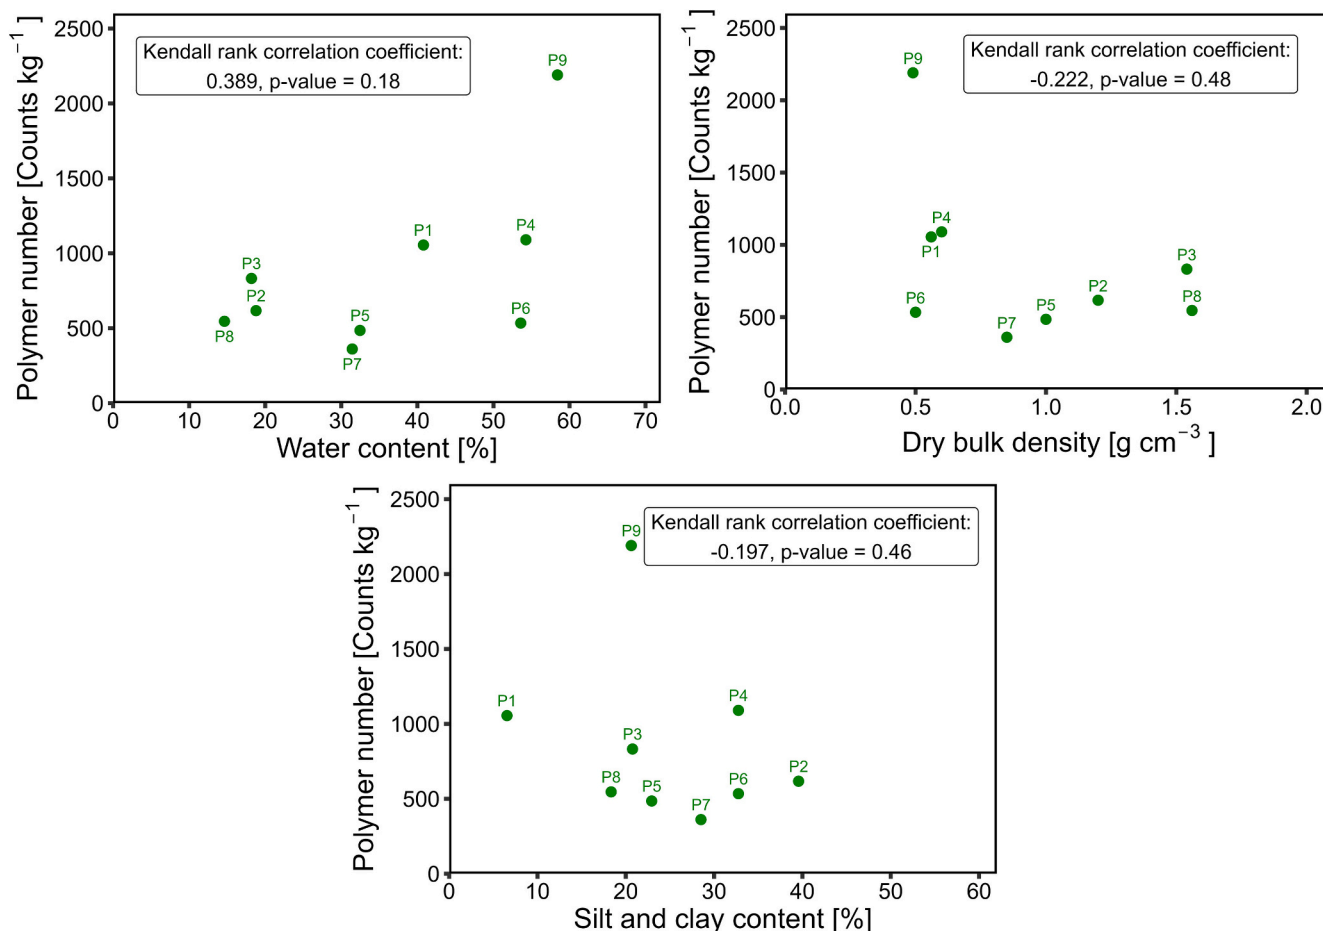 Polymer number [Counts kg⁻¹ ]
2500
2000
1500
1000
500
0
Kendall rank correlation coefficient:
0.389, p-value = 0.18
P9
P1
P4
P3
P2
P8
P5
P7
P6
0 10 20 30 40 50 60 70
Water content [%]
Polymer number [Counts kg⁻¹ ]
2500
2000
1500
1000
500
0
Kendall rank correlation coefficient:
-0.222, p-value = 0.48
P9
P4
P1
P6
P7
P5
P2
P3
P8
0.0 0.5 1.0 1.5 2.0
Dry bulk density [g cm⁻³ ]
Polymer number [Counts kg⁻¹ ]
2500
2000
1500
1000
500
0
Kendall rank correlation coefficient:
-0.197, p-value = 0.46
P9
P1
P4
P3
P8
P5
P7
P6
P2
0 10 20 30 40 50 60
Silt and clay content [%]